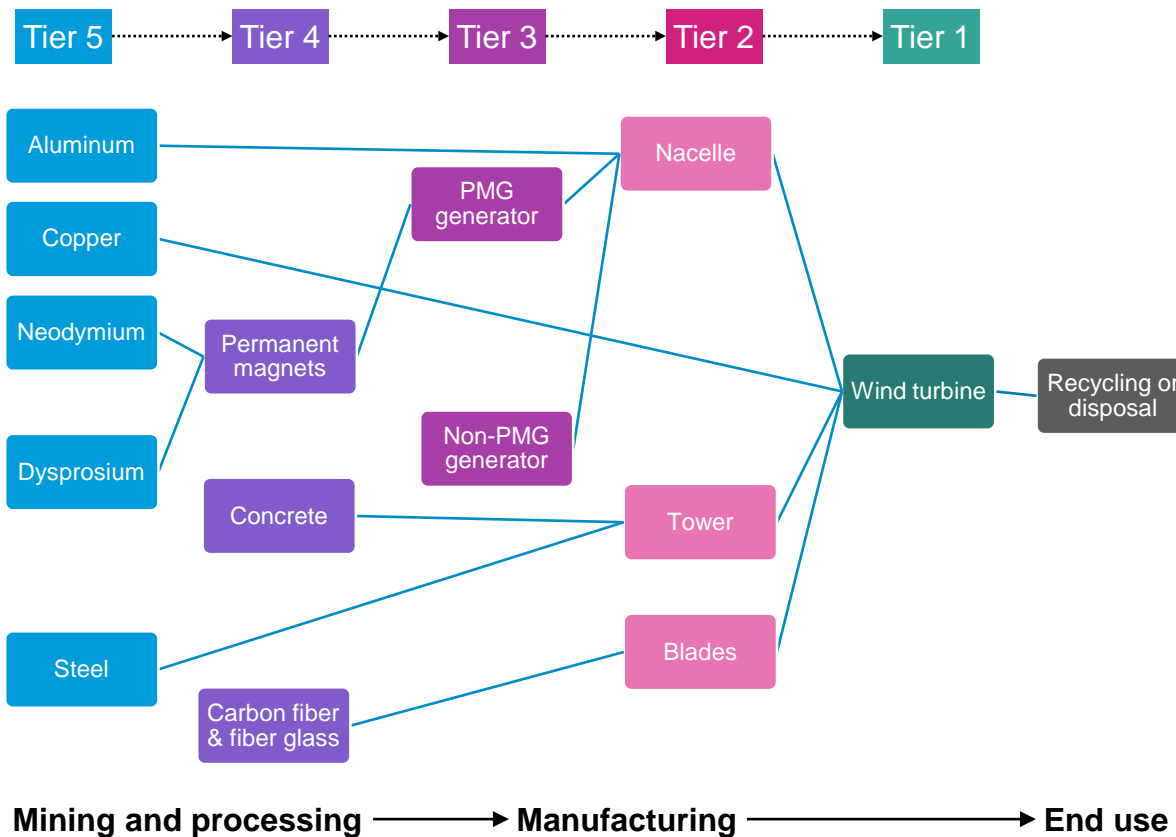 Tier 5
Tier 4
Tier 3
Tier 2
Tier 1
Aluminum
Nacelle
PMG
generator
Copper
Neodymium
Permanent
magnets
Wind turbine
Recycling or
disposal
Dysprosium
Non-PMG
generator
Concrete
Tower
Steel
Blades
Carbon fiber
& fiber glass
Mining and processing
Manufacturing
End use